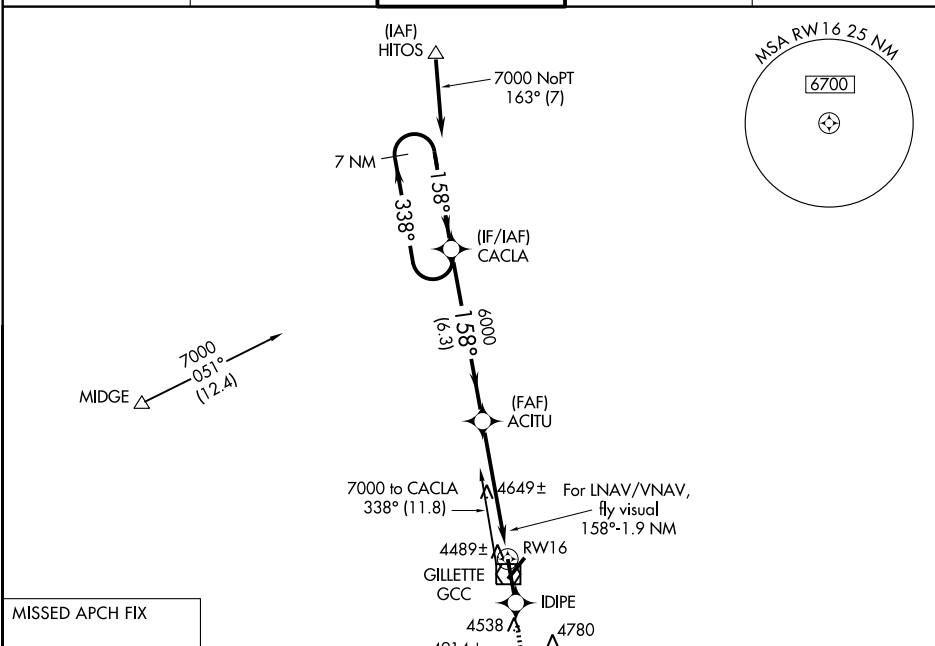 (IAF)
HITOS
7000 NoPT
163° (7)
MSA RW16 25 NM
6700
7 NM
158°
338°
(IF/IAF)
CACLA
6000
158°
(6.3)
7000
051°
(12.4)
MIDGE
(FAF)
ACITU
7000 to CACLA
338° (11.8)
4649±
For LNAV/VNAV,
fly visual
158°-1.9 NM
4489±
RW16
GILLETTE
GCC
IDIPE
MISSED APCH FIX
4538
4780